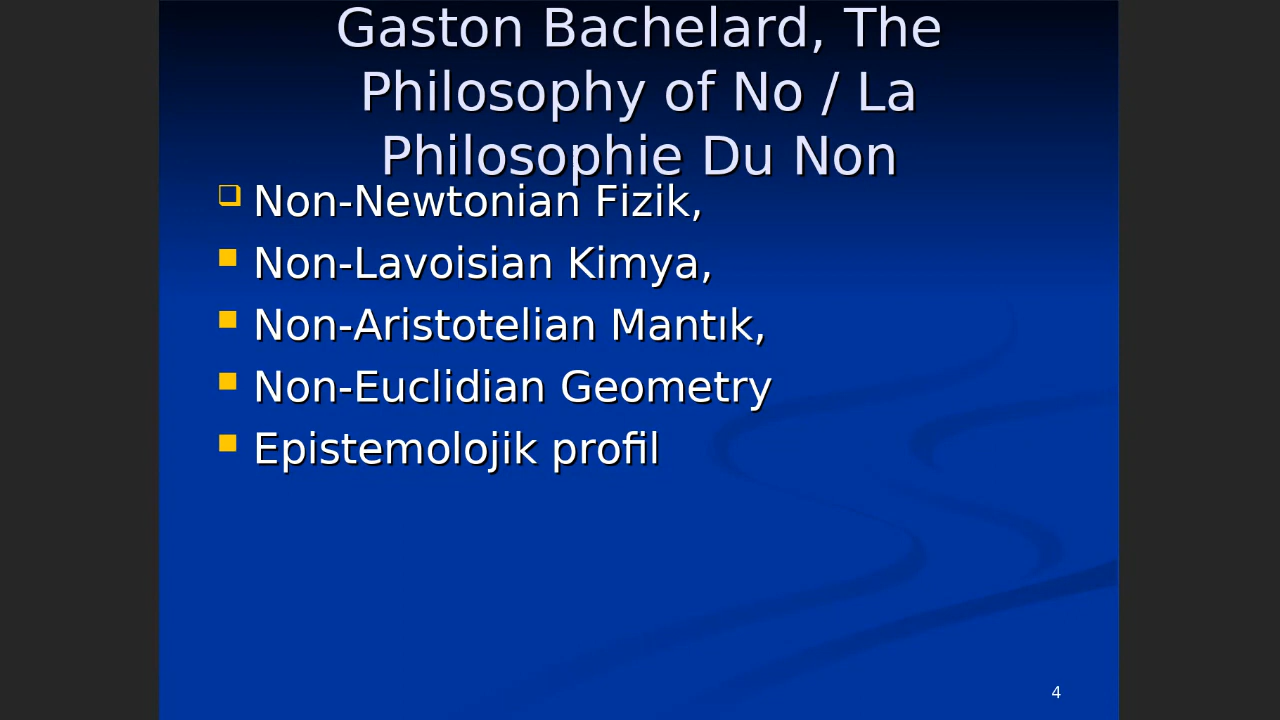 Gaston Bachelard, The
Philosophy of No / La
Philosophie Du Non
Non-Newtonian Fizik,
Non-Lavoisian Kimya,
Non-Aristotelian Mantık,
Non-Euclidian Geometry
Epistemolojik profil
4